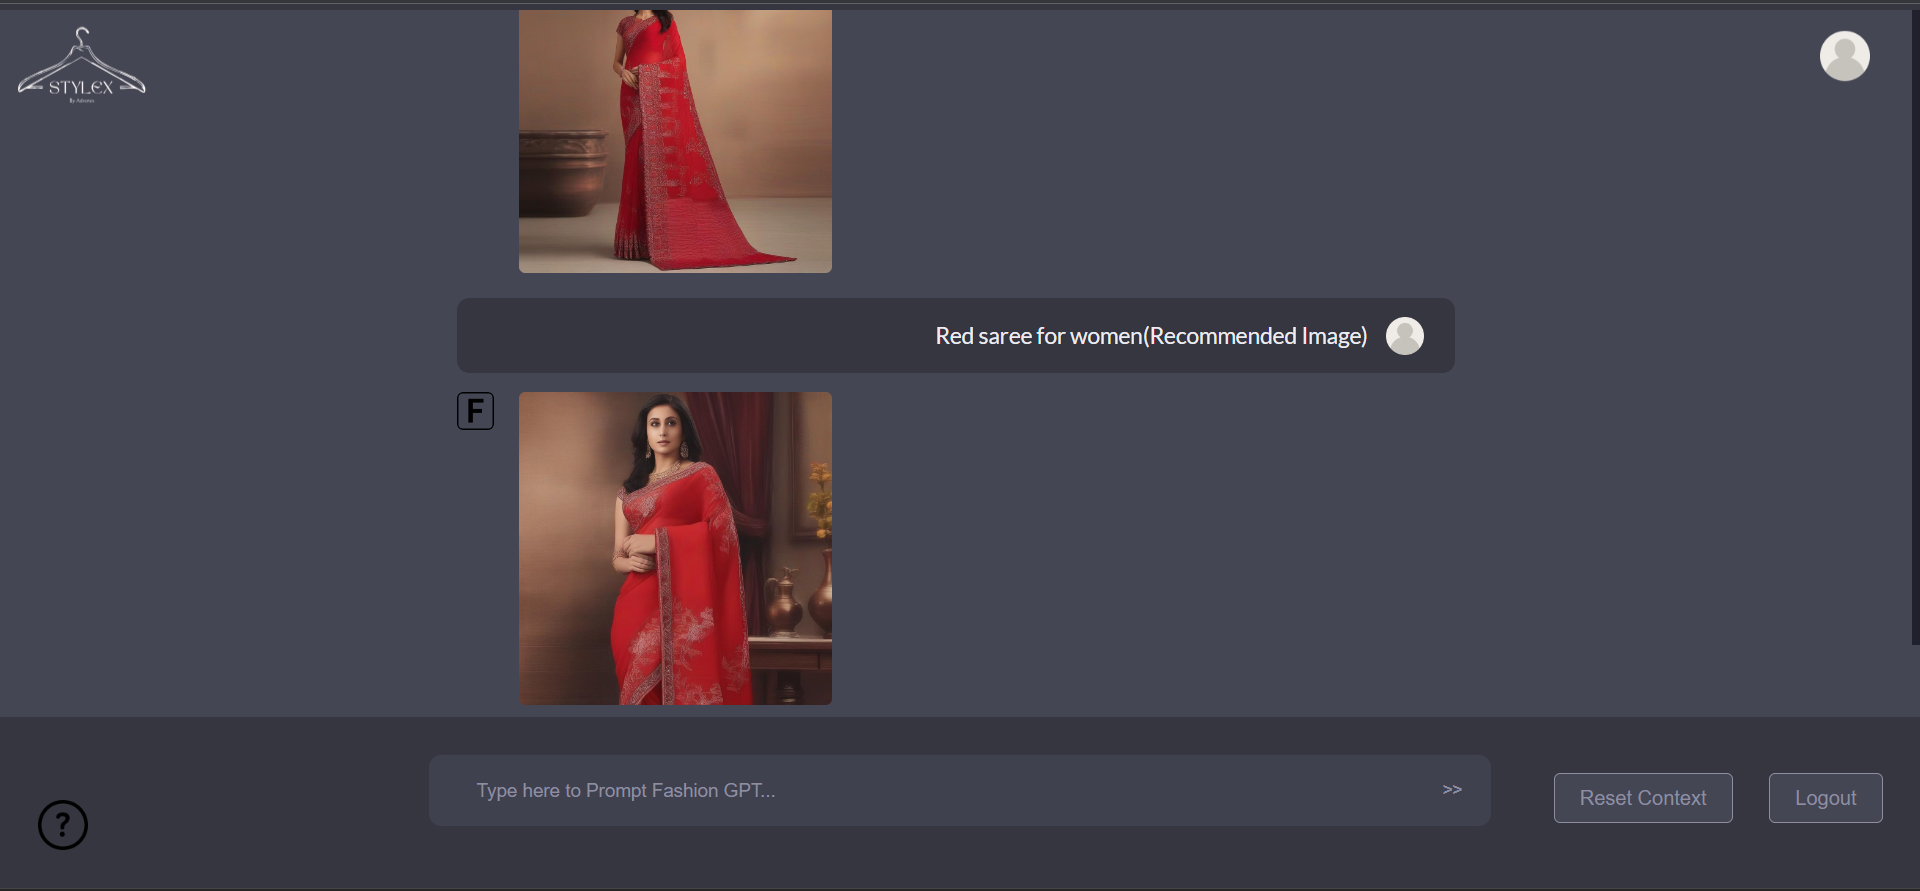 STYLEX
Red saree for women(Recommended Image)
F
Type here to Prompt Fashion GPT...
>>
Reset Context
Logout
?